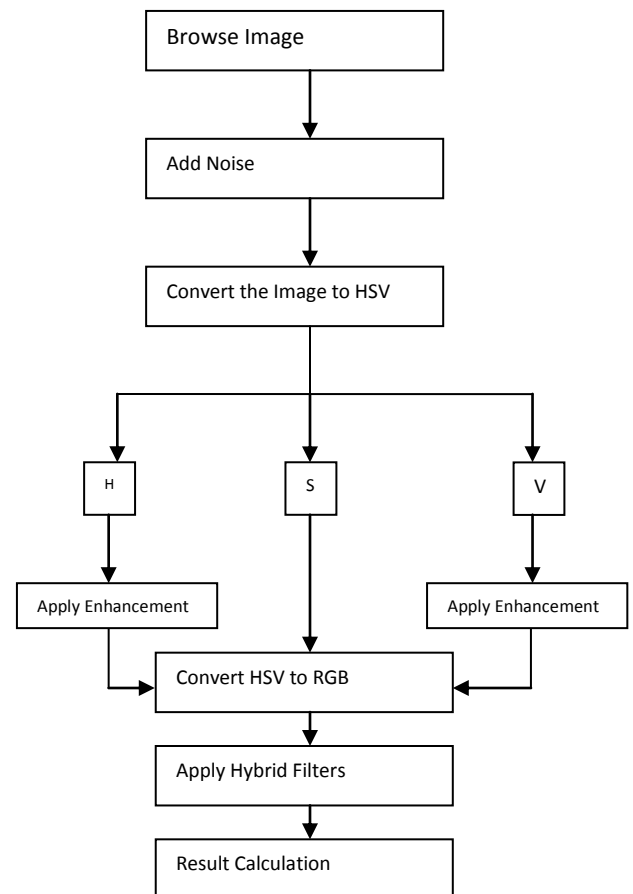 Browse Image
Add Noise
Convert the Image to HSV
H
S
V
Apply Enhancement
Apply Enhancement
Convert HSV to RGB
Apply Hybrid Filters
Result Calculation